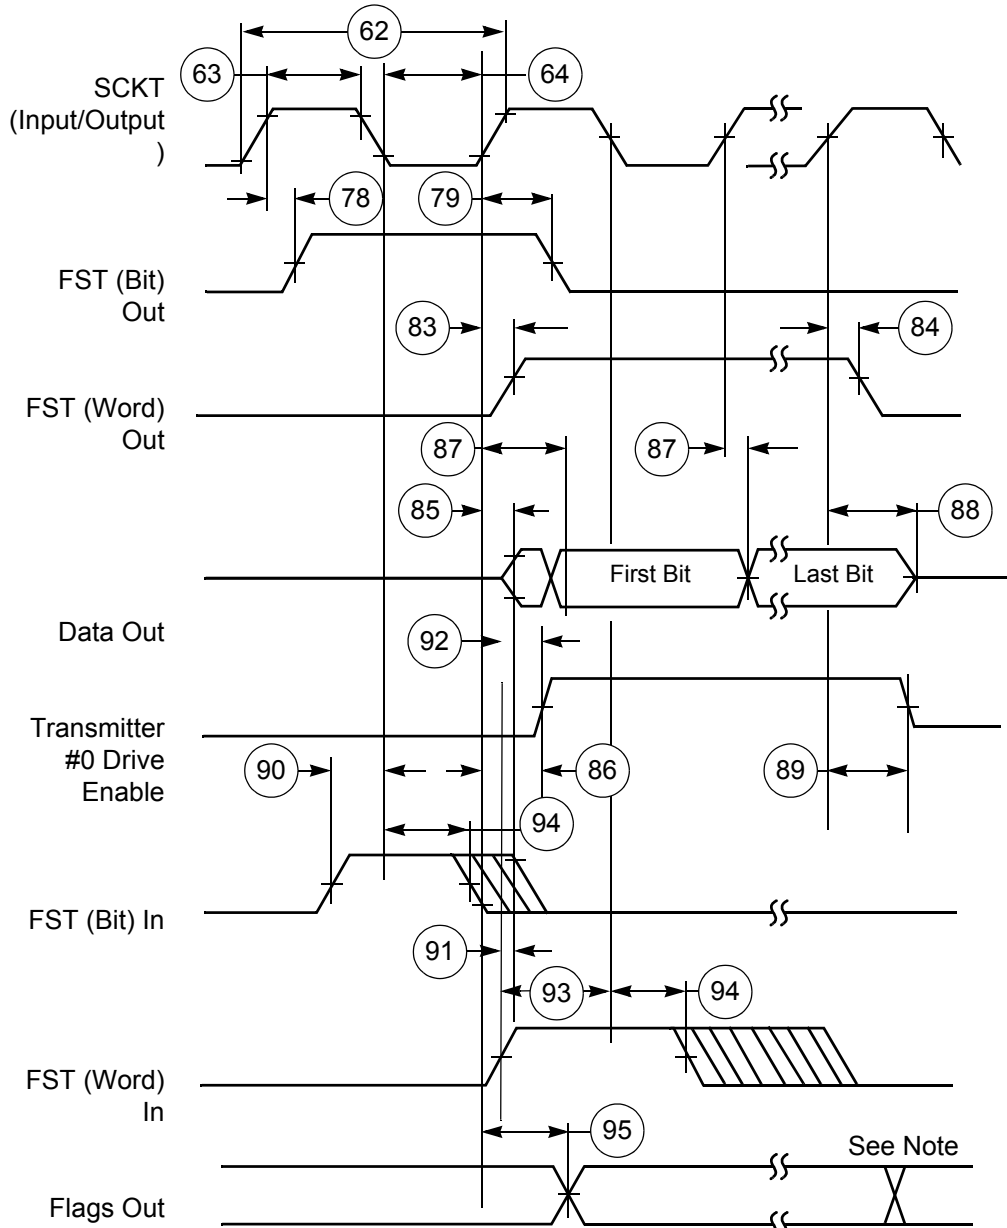 62
63
64
SCKT
(Input/Output
)
78
79
FST (Bit)
Out
83
84
FST (Word)
Out
87
87
85
88
First Bit
Last Bit
Data Out
92
Transmitter
#0 Drive
Enable
90
86
89
94
FST (Bit) In
91
93
94
FST (Word)
In
95
See Note
Flags Out